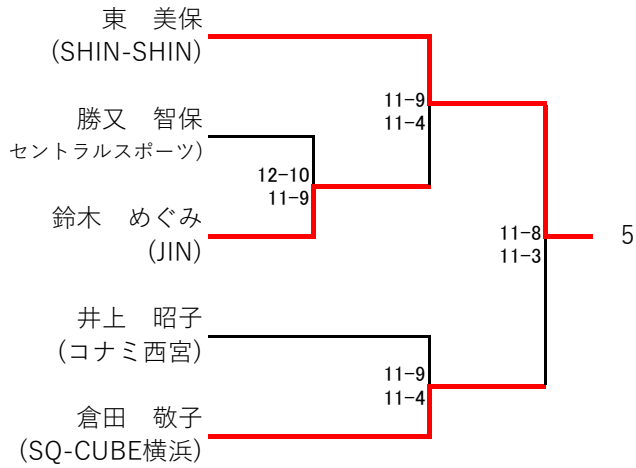 東　美保
(SHIN-SHIN)
11-9
11-4
勝又　智保
セントラルスポーツ)
12-10
11-9
鈴木　めぐみ
(JIN)
11-8
11-3
5
井上　昭子
(コナミ西宮)
11-9
11-4
倉田　敬子
(SQ-CUBE横浜)